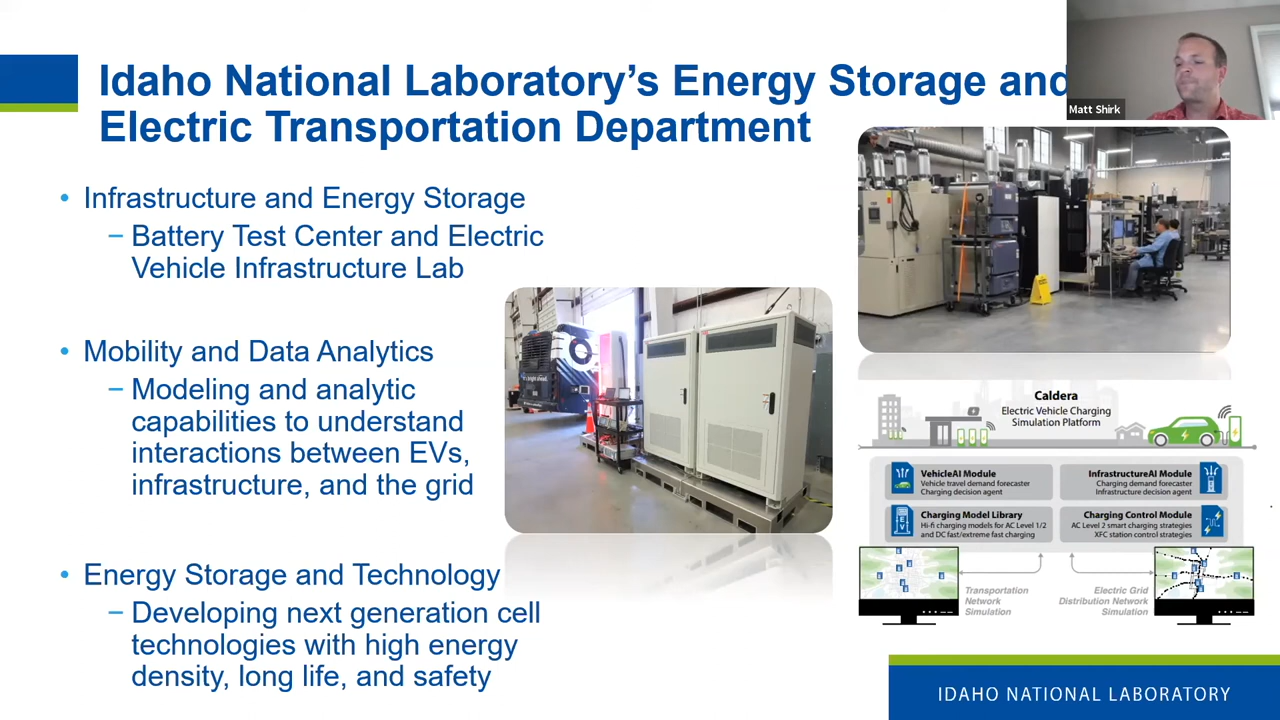 Idaho National Laboratory's Energy Storage and
Electric Transportation Department
Matt Shirk
• Infrastructure and Energy Storage
– Battery Test Center and Electric
Vehicle Infrastructure Lab
• Mobility and Data Analytics
– Modeling and analytic
capabilities to understand
interactions between EVs,
infrastructure, and the grid
• Energy Storage and Technology
– Developing next generation cell
technologies with high energy
density, long life, and safety
Caldera
Electric Vehicle Charging
Simulation Platform
VehicleAI Module
Vehicle travel demand forecaster
Charging decision agent
InfrastructureAI Module
Charging demand forecaster
Infrastructure decision agent
Charging Model Library
Hi-fi charging models for AC Level 1/2
and DC fast/extreme fast charging
Charging Control Module
AC Level 2 smart charging strategies
XFC station control strategies
Transportation
Network
Simulation
Electric Grid
Distribution Network
Simulation
IDAHO NATIONAL LABORATORY